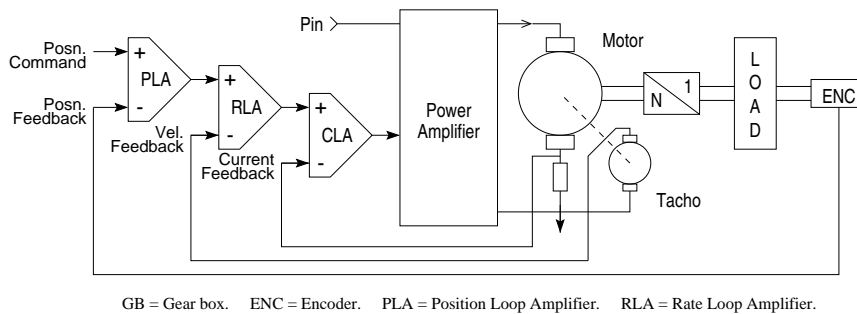 Posn.
Command
+
PLA
-
Posn.
Feedback
+
RLA
-
Vel.
Feedback
+
CLA
-
Current
Feedback
Pin
Power
Amplifier
Motor
N
1
L
O
A
D
ENC
Tacho
GB = Gear box. ENC = Encoder. PLA = Position Loop Amplifier. RLA = Rate Loop Amplifier.